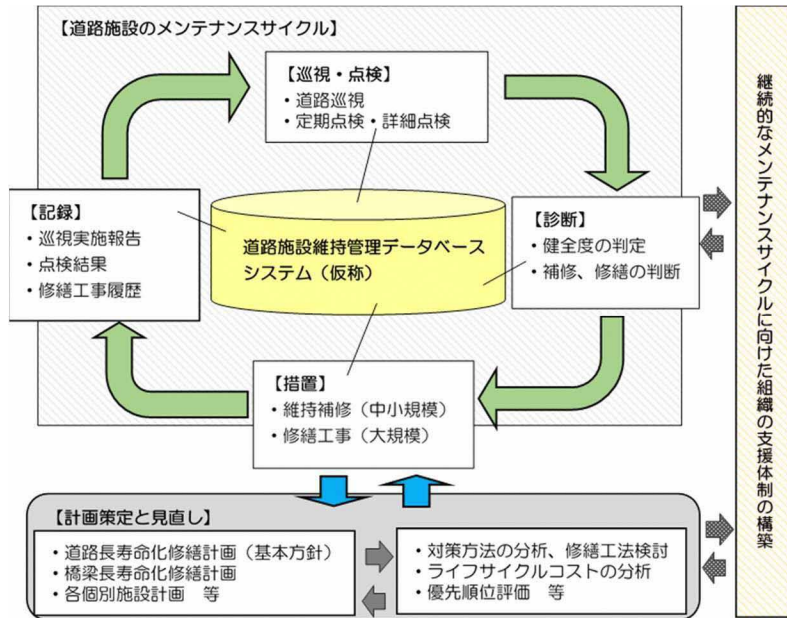 【道路施設のメンテナンスサイクル】
【巡視・点検】
・道路巡視
・定期点検・詳細点検
【記録】
・巡視実施報告
・点検結果
・修繕工事履歴
道路施設維持管理データベース
システム（仮称）
【診断】
・健全度の判定
・補修、修繕の判断
【措置】
・維持補修（中小規模）
・修繕工事（大規模）
【計画策定と見直し】
・道路長寿命化修繕計画（基本方針）
・橋梁長寿命化修繕計画
・各個別施設計画　等
・対策方法の分析、修繕工法検討
・ライフサイクルコストの分析
・優先順位評価　等
継続的なメンテナンスサイクルに向けた組織の支援体制の構築